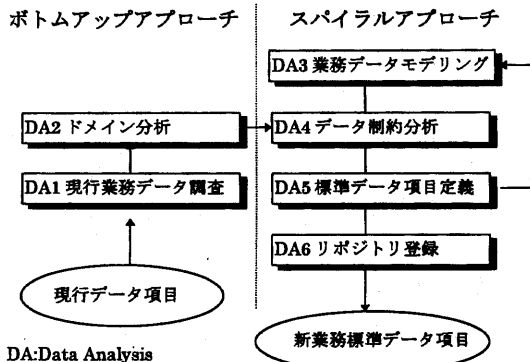 ボトムアップアプローチ
スパイラルアプローチ
DA3 業務データモデリング
DA2 ドメイン分析
DA4 データ制約分析
DA1 現行業務データ調査
DA5 標準データ項目定義
DA6 リポジトリ登録
現行データ項目
新業務標準データ項目
DA:Data Analysis